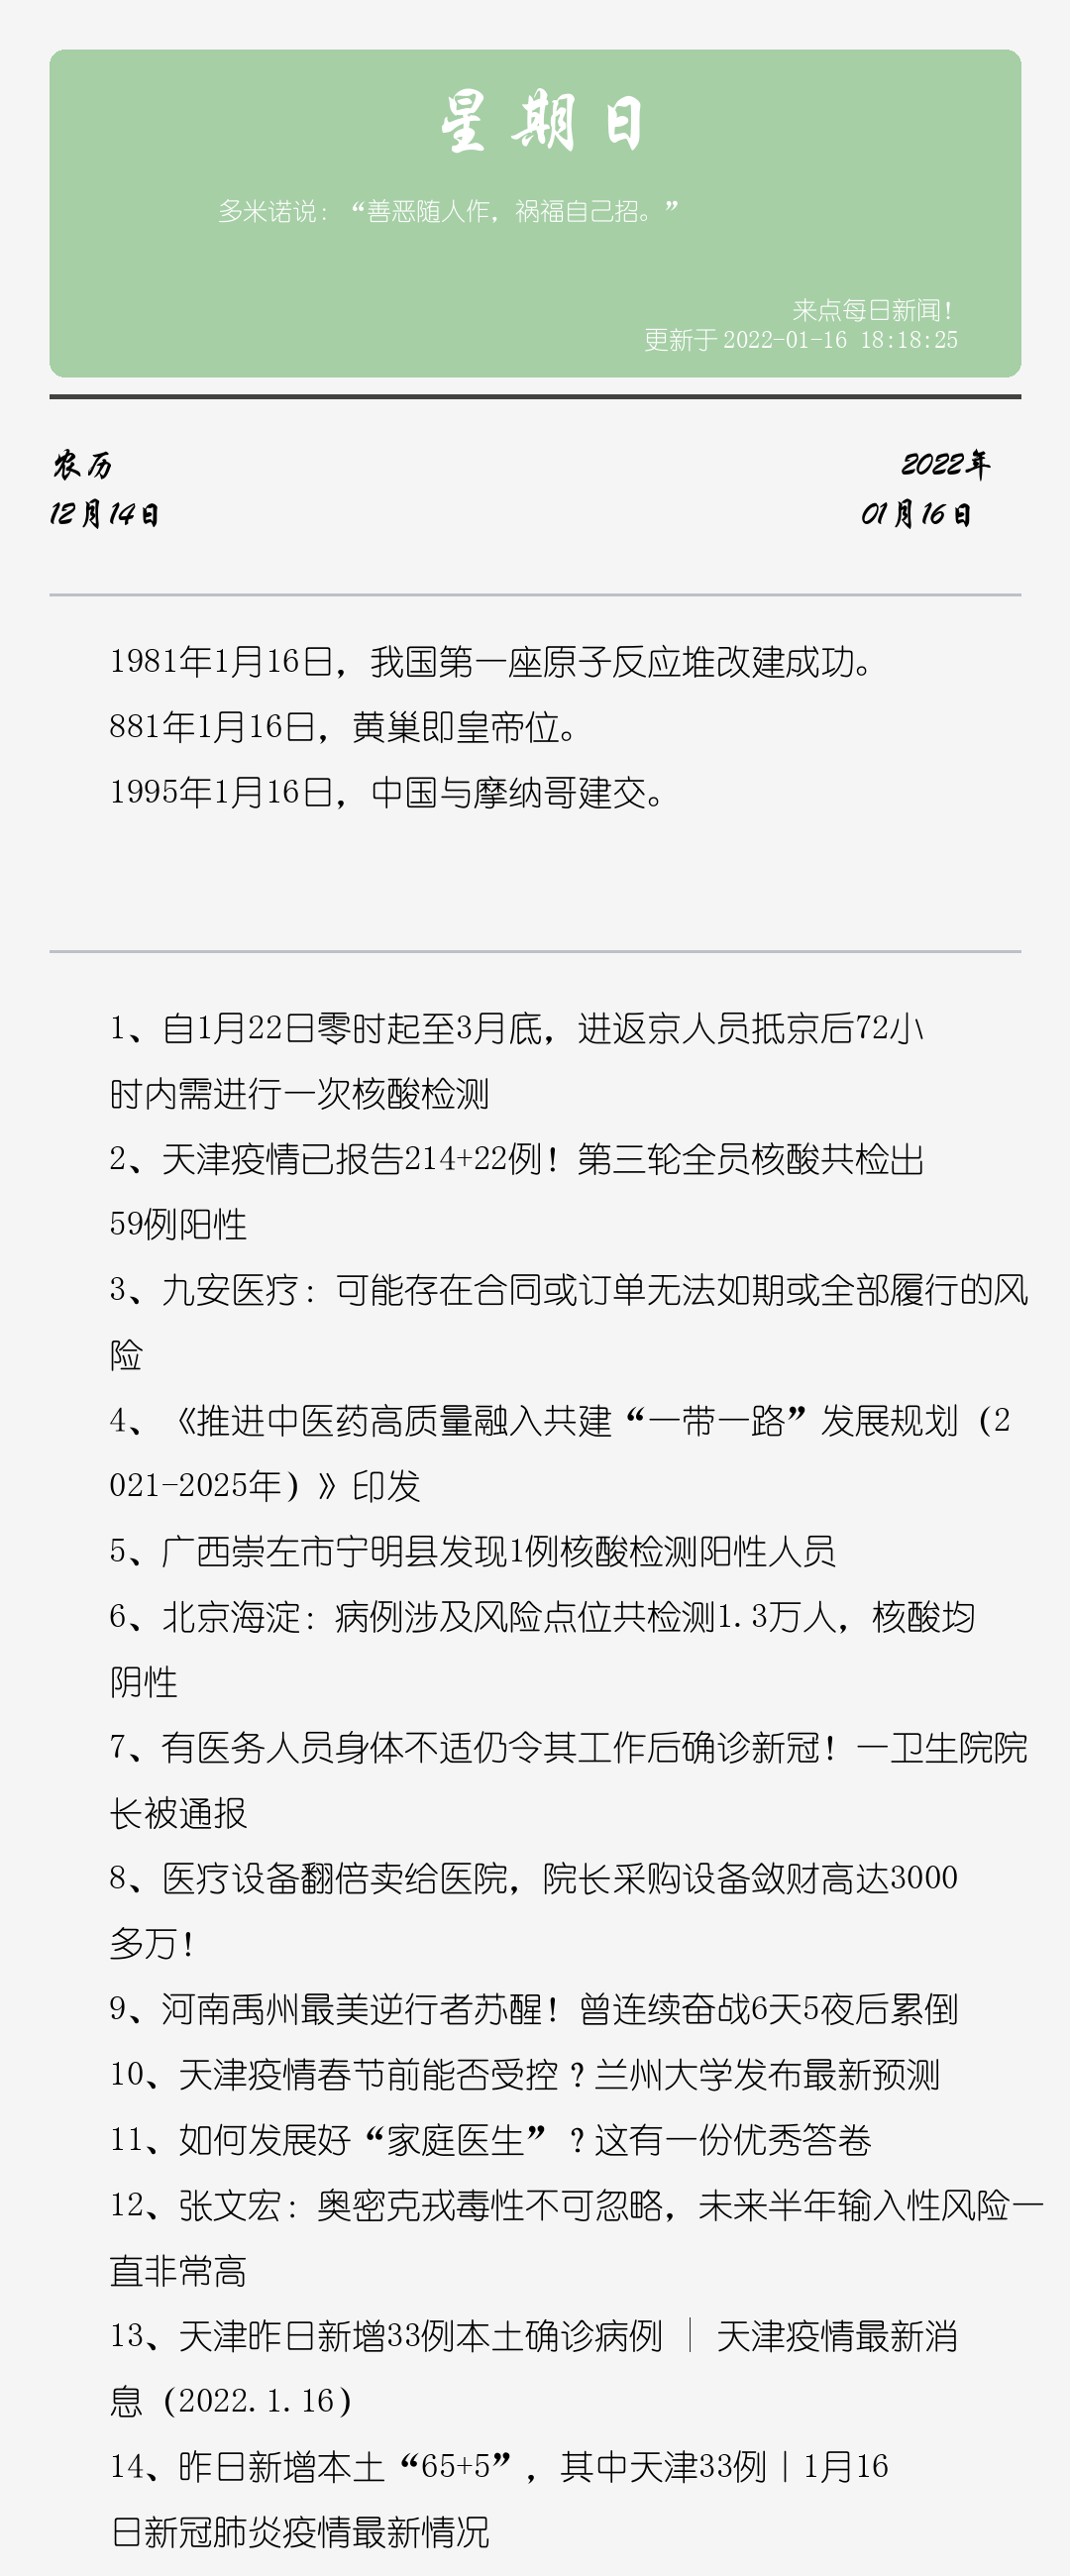 星期日
多米诺说：“善恶随人作，祸福自己招。”
来点每日新闻！
更新于 2022-01-16 18:18:25
农历
12月14日
2022年
01月16日
1981年1月16日，我国第一座原子反应堆改建成功。
881年1月16日，黄巢即皇帝位。
1995年1月16日，中国与摩纳哥建交。
1、自1月22日零时起至3月底，进返京人员抵京后72小
时内需进行一次核酸检测
2、天津疫情已报告214+22例！第三轮全员核酸共检出
59例阳性
3、九安医疗：可能存在合同或订单无法如期或全部履行的风
险
4、《推进中医药高质量融入共建“一带一路”发展规划（2
021-2025年）》印发
5、广西崇左市宁明县发现1例核酸检测阳性人员
6、北京海淀：病例涉及风险点位共检测1.3万人，核酸均
阴性
7、有医务人员身体不适仍令其工作后确诊新冠！一卫生院院
长被通报
8、医疗设备翻倍卖给医院，院长采购设备敛财高达3000
多万！
9、河南禹州最美逆行者苏醒！曾连续奋战6天5夜后累倒
10、天津疫情春节前能否受控？兰州大学发布最新预测
11、如何发展好“家庭医生”？这有一份优秀答卷
12、张文宏：奥密克戎毒性不可忽略，未来半年输入性风险一
直非常高
13、天津昨日新增33例本土确诊病例 │ 天津疫情最新消
息（2022.1.16）
14、昨日新增本土“65+5”，其中天津33例丨1月16
日新冠肺炎疫情最新情况